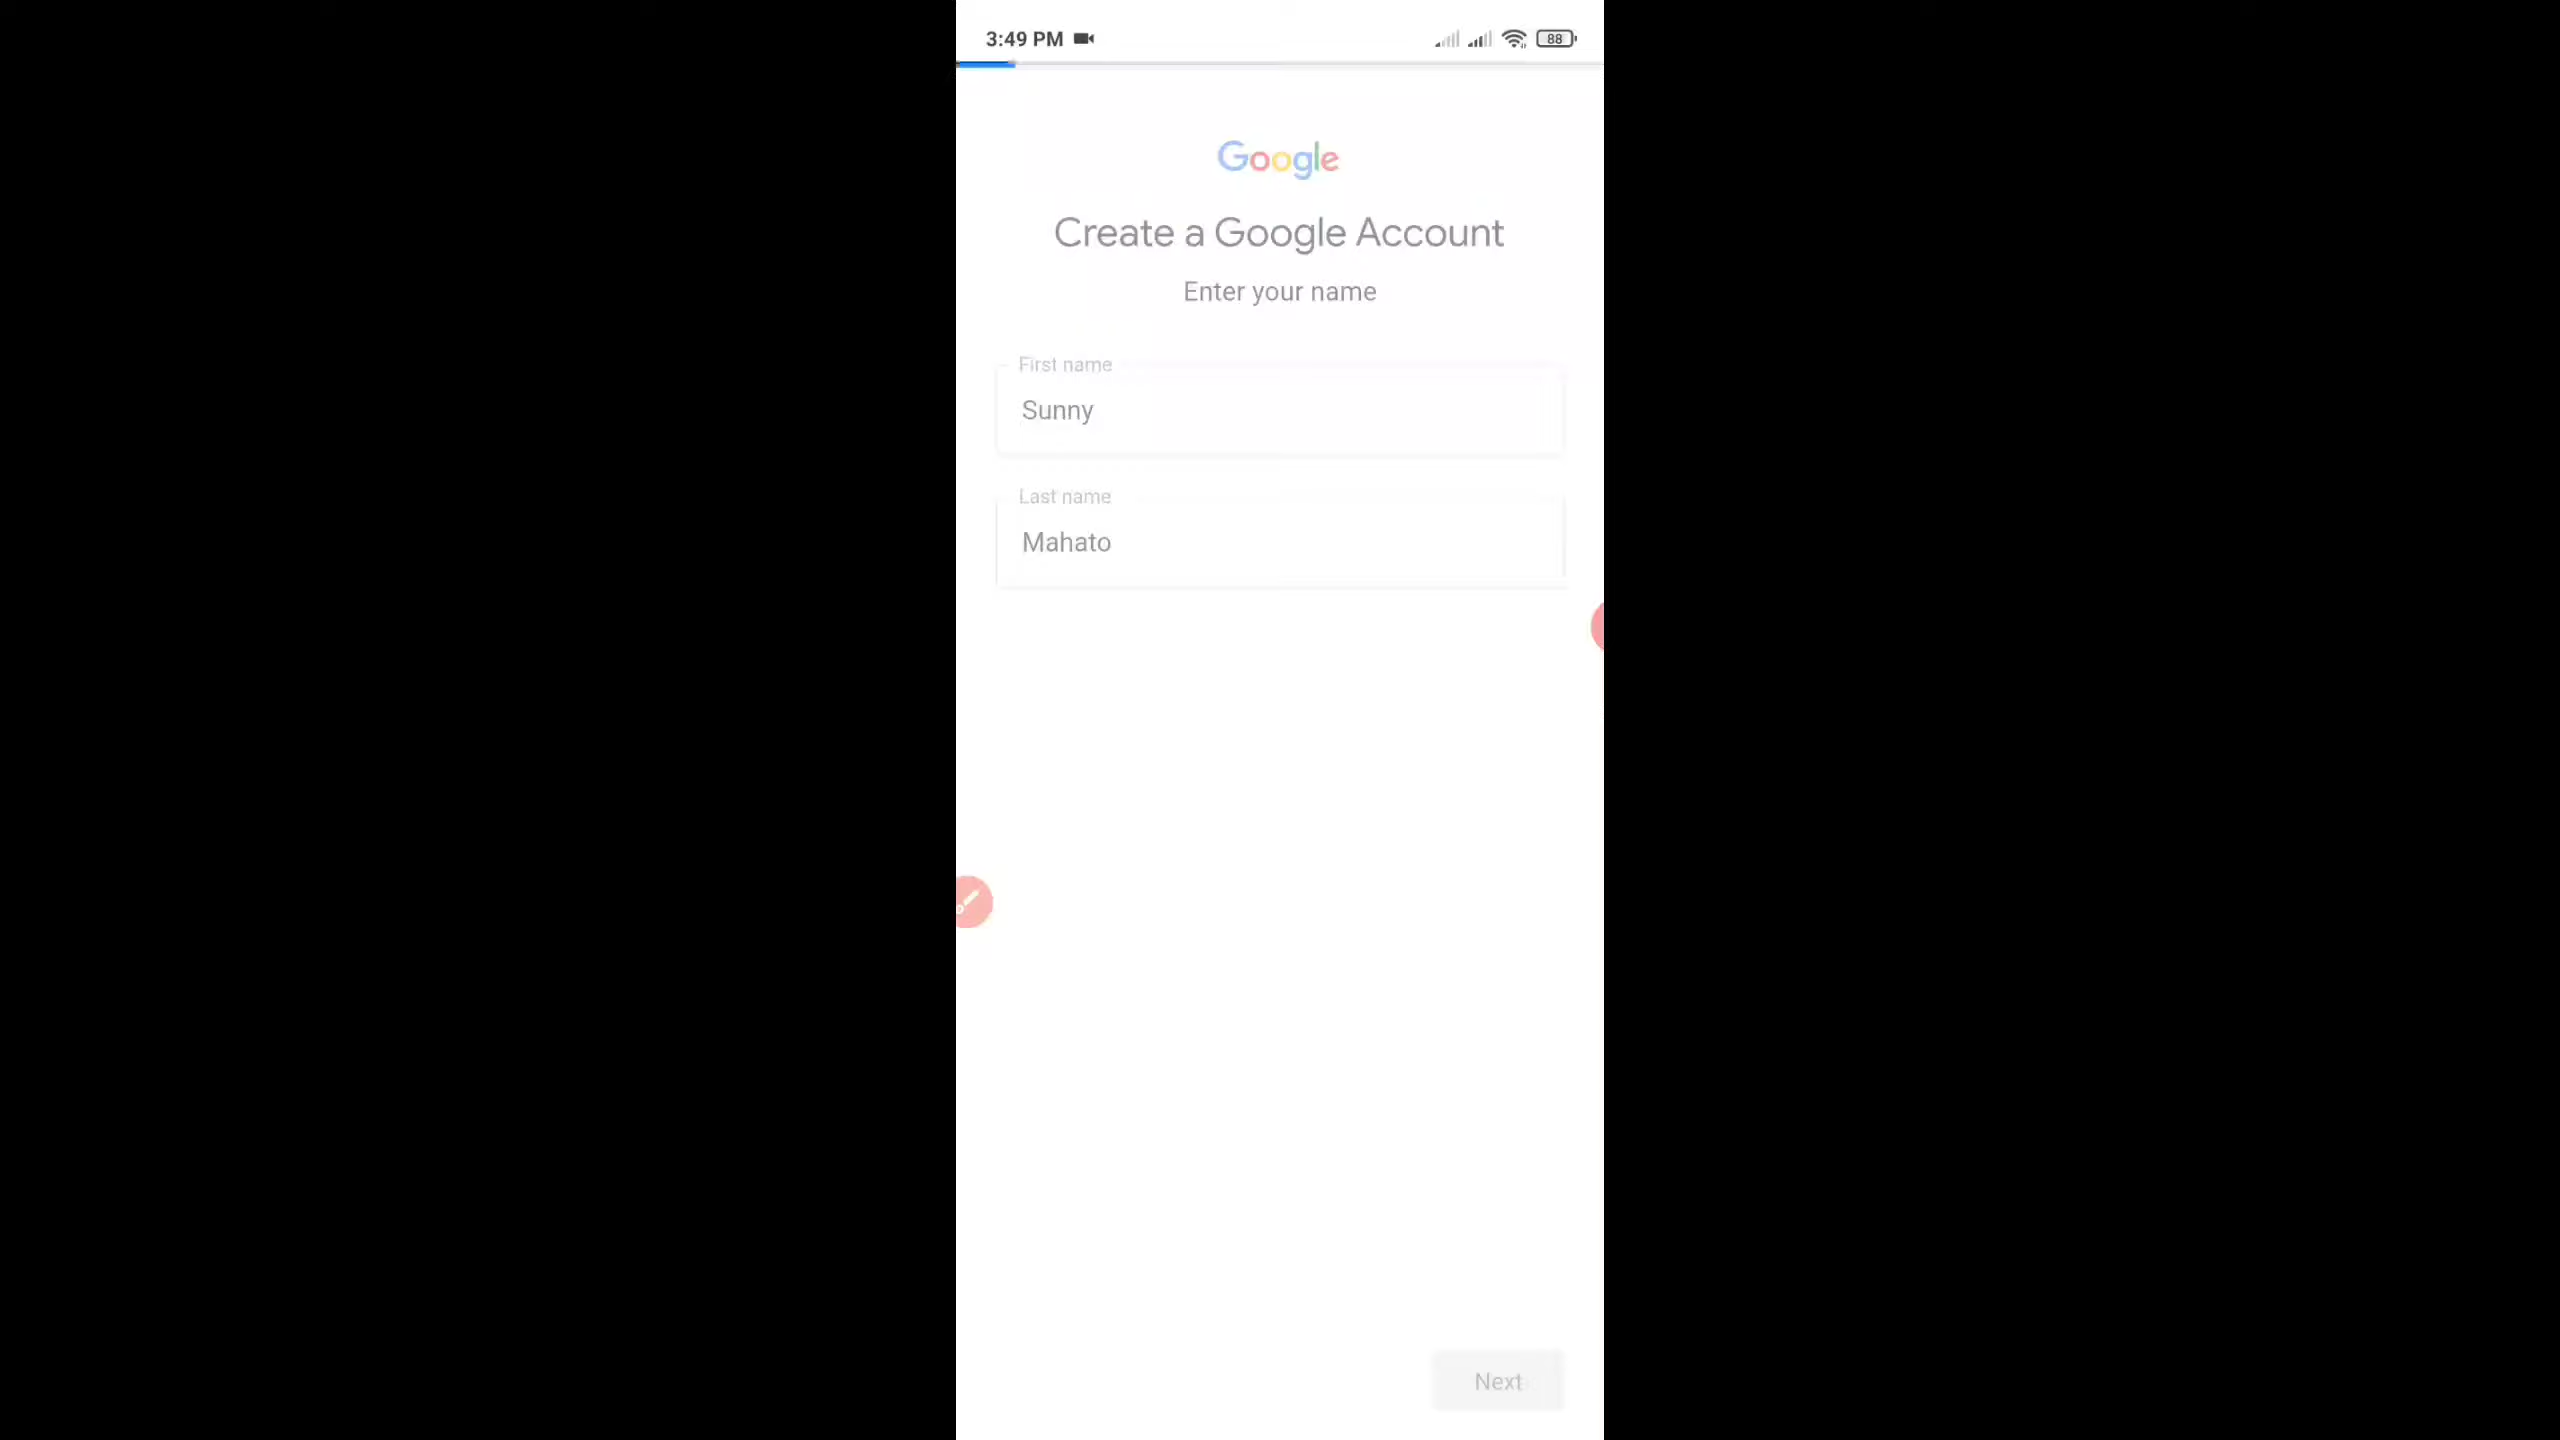 3:49 PM
88
Google
Create a Google Account
Enter your name
First name
Sunny
Last name
Mahato
Next